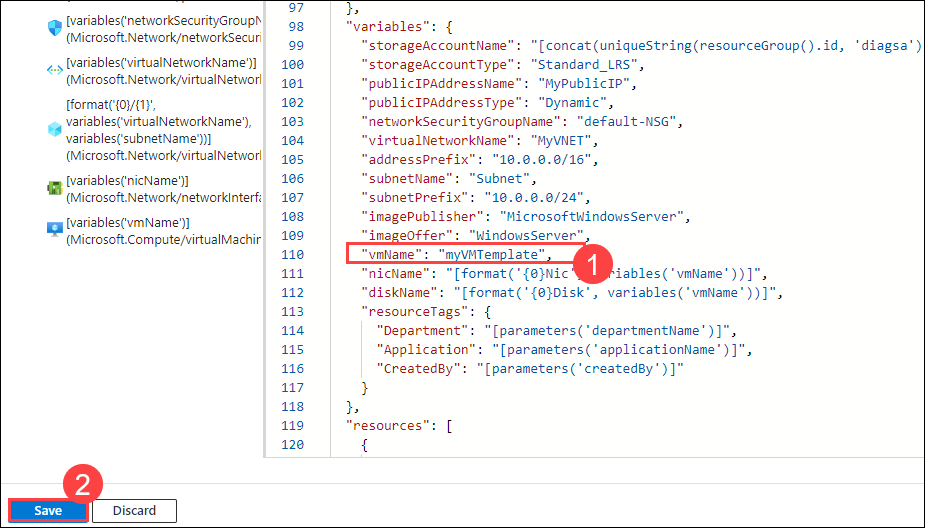 [variables('networkSecurityGroupN
(Microsoft.Network/networkSecuri
[variables('virtualNetworkName')]
(Microsoft.Network/virtualNetwork
[format('{0}/{1}',
variables('virtualNetworkName'),
variables('subnetName'))]
(Microsoft.Network/virtualNetwork
[variables('nicName')]
(Microsoft.Network/networkInterfa
[variables('vmName')]
(Microsoft.Compute/virtualMachin
97 },
98 "variables": {
99 "storageAccountName": "[concat(uniqueString(resourceGroup().id, 'diagsa')
100 "storageAccountType": "Standard_LRS",
101 "publicIPAddressName": "MyPublicIP",
102 "publicIPAddressType": "Dynamic",
103 "networkSecurityGroupName": "default-NSG",
104 "virtualNetworkName": "MyVNET",
105 "addressPrefix": "10.0.0.0/16",
106 "subnetName": "Subnet",
107 "subnetPrefix": "10.0.0.0/24",
108 "imagePublisher": "MicrosoftWindowsServer",
109 "imageOffer": "WindowsServer",
110 "vmName": "myVMTemplate",
1
111 "nicName": "[format('{0}Nic' ariables('vmName'))]",
112 "diskName": "[format('{0}Disk', variables('vmName'))]",
113 "resourceTags": {
114 "Department": "[parameters('departmentName')]",
115 "Application": "[parameters('applicationName')]",
116 "CreatedBy": "[parameters('createdBy')]"
117 }
118 },
119 "resources": [
120 {
2
Save Discard